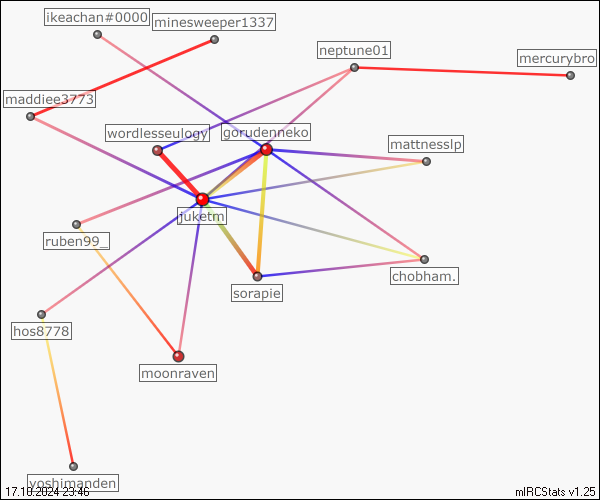 ikeachan#0000
minesweeper1337
neptune01
mercurybro
maddiee3773
wordlesseulogy
gorudenneko
mattnesslp
juketm
ruben99_
chobham.
sorapie
hos8778
moonraven
yoshimanden
17.10.2024 23:46
mIRCStats v1.25